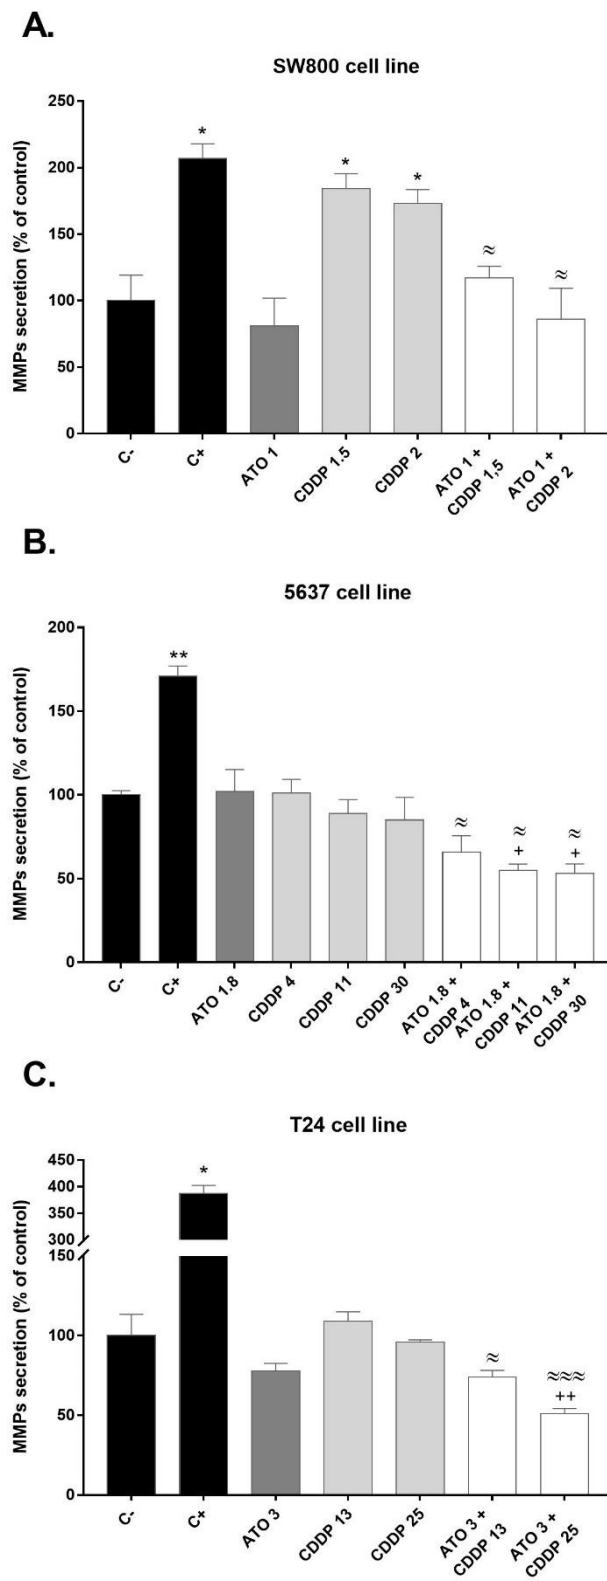 A.
SW800 cell line
MMPs secretion (% of control)
250
200
150
100
50
0
*
*
*
≈
≈
C-
C+
ATO 1
CDDP 1.5
CDDP 2
ATO 1 +
CDDP 1,5
ATO 1 +
CDDP 2
B.
5637 cell line
MMPs secretion (% of control)
200
150
100
50
0
**
≈
≈
+
≈
+
C-
C+
ATO 1.8
CDDP 4
CDDP 11
CDDP 30
ATO 1.8 +
CDDP 4
ATO 1.8 +
CDDP 11
ATO 1.8 +
CDDP 30
C.
T24 cell line
MMPs secretion (% of control)
450
400
350
300
150
100
50
0
*
≈
≈≈≈
++
C-
C+
ATO 3
CDDP 13
CDDP 25
ATO 3 +
CDDP 13
ATO 3 +
CDDP 25